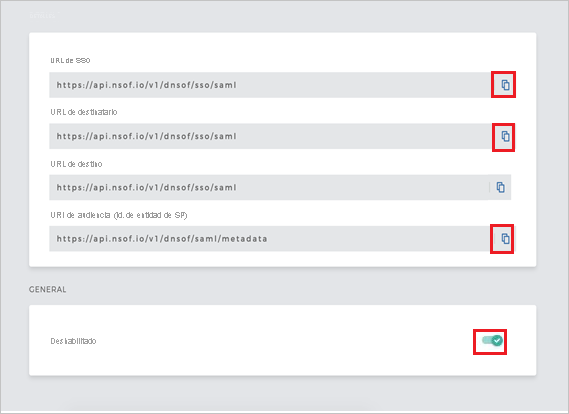 URL de SSO
https://api.nsof.io/v1/dnsof/sso/saml
URL de destinatario
https://api.nsof.io/v1/dnsof/sso/saml
URL de destino
https://api.nsof.io/v1/dnsof/sso/saml
URI de audiencia (Id. de entidad de SP)
https://api.nsof.io/v1/dnsof/saml/metadata
GENERAL
Deshabilitado